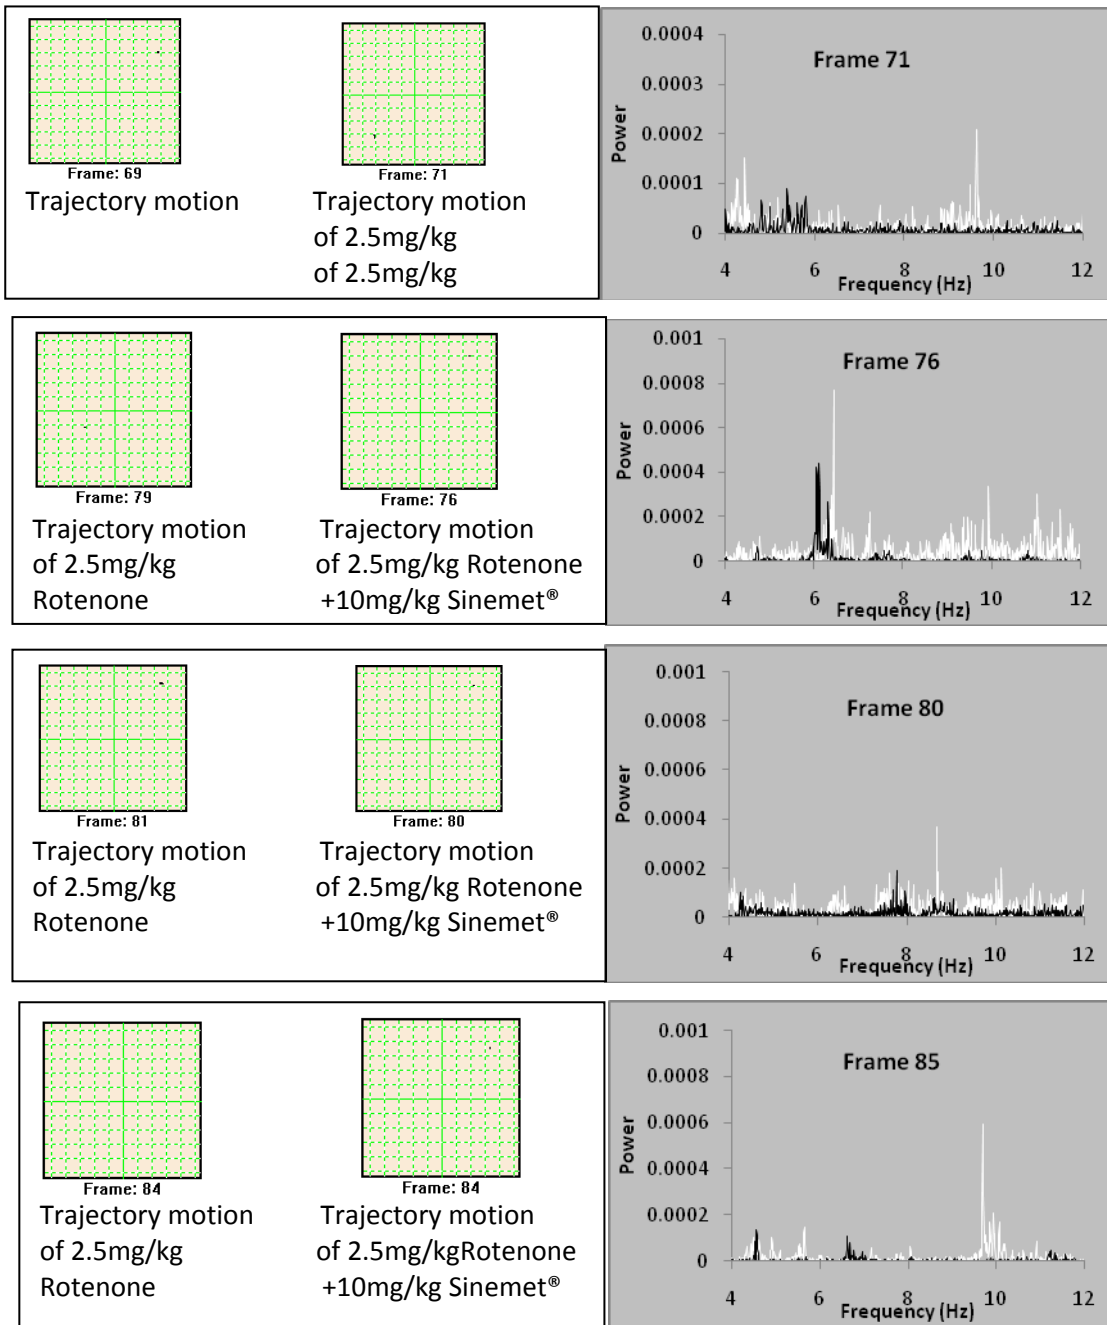 Frame: 69
Trajectory motion
Frame: 71
Trajectory motion
of 2.5mg/kg
of 2.5mg/kg
Frame 71
Power
0.0004
0.0003
0.0002
0.0001
0
4 6 8 10 12
Frequency (Hz)
Frame: 79
Trajectory motion
of 2.5mg/kg
Rotenone
Frame: 76
Trajectory motion
of 2.5mg/kg Rotenone
+10mg/kg Sinemet®
Frame 76
Power
0.001
0.0008
0.0006
0.0004
0.0002
0
4 6 8 10 12
Frequency (Hz)
Frame: 81
Trajectory motion
of 2.5mg/kg
Rotenone
Frame: 80
Trajectory motion
of 2.5mg/kg Rotenone
+10mg/kg Sinemet®
Frame 80
Power
0.001
0.0008
0.0006
0.0004
0.0002
0
4 6 8 10 12
Frequency (Hz)
Frame: 84
Trajectory motion
of 2.5mg/kg
Rotenone
Frame: 84
Trajectory motion
of 2.5mg/kgRotenone
+10mg/kg Sinemet®
Frame 85
Power
0.001
0.0008
0.0006
0.0004
0.0002
0
4 6 8 10 12
Frequency (Hz)